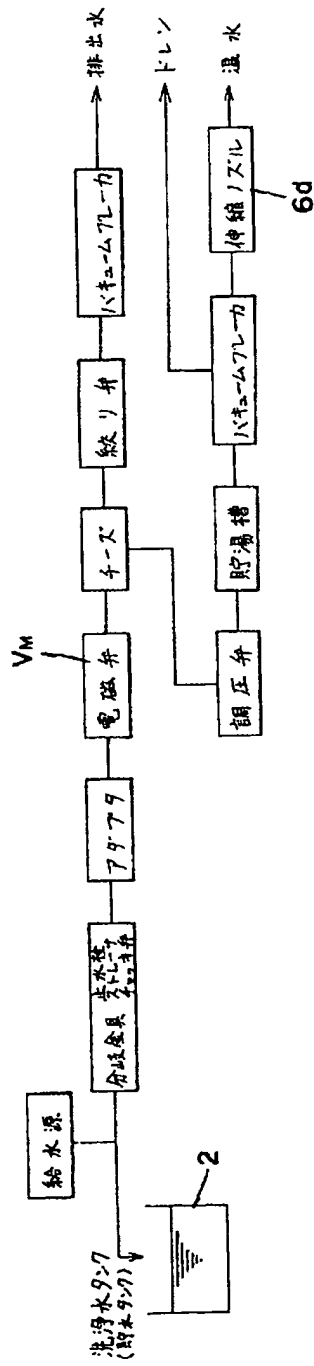 洗浄水タンク
(貯水タンク)
2
給水源
分岐金具
止水栓
ストレーナ
チャッキ弁
アダプタ
電磁弁
VM
チーズ
絞り弁
バキュームブレーカ
排出水
調圧弁
貯湯槽
バキュームブレーカ
ドレン
伸縮ノズル
6d
温水